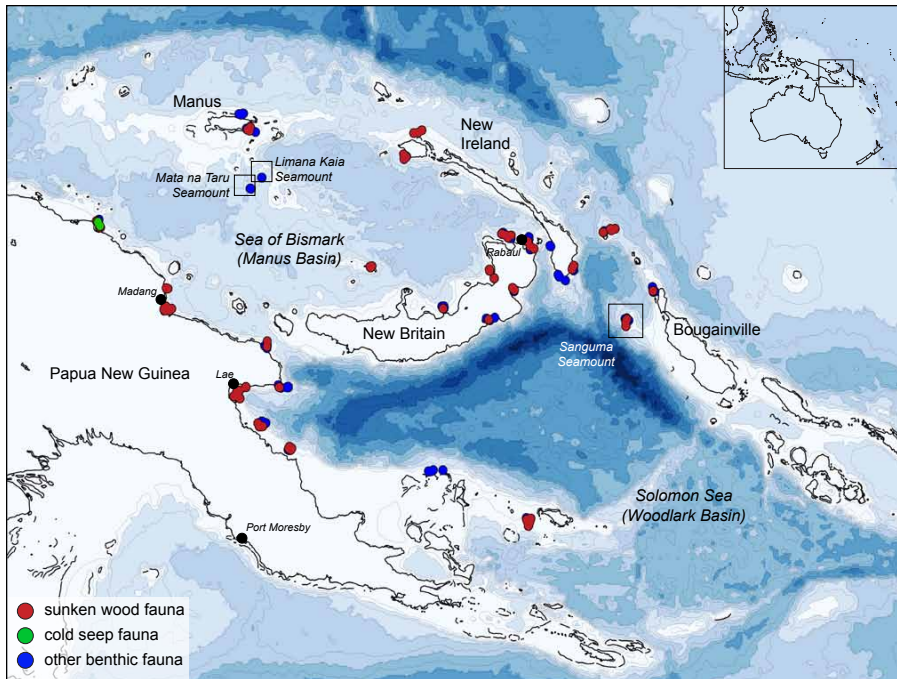 Manus
New
Ireland
Limana Kaia
Seamount
Mata na Taru
Seamount
Sea of Bismark
(Manus Basin)
Rabaul
Madang
New Britain
Bougainville
Sanguma
Seamount
Papua New Guinea
Lae
Solomon Sea
(Woodlark Basin)
Port Moresby
sunken wood fauna
cold seep fauna
other benthic fauna